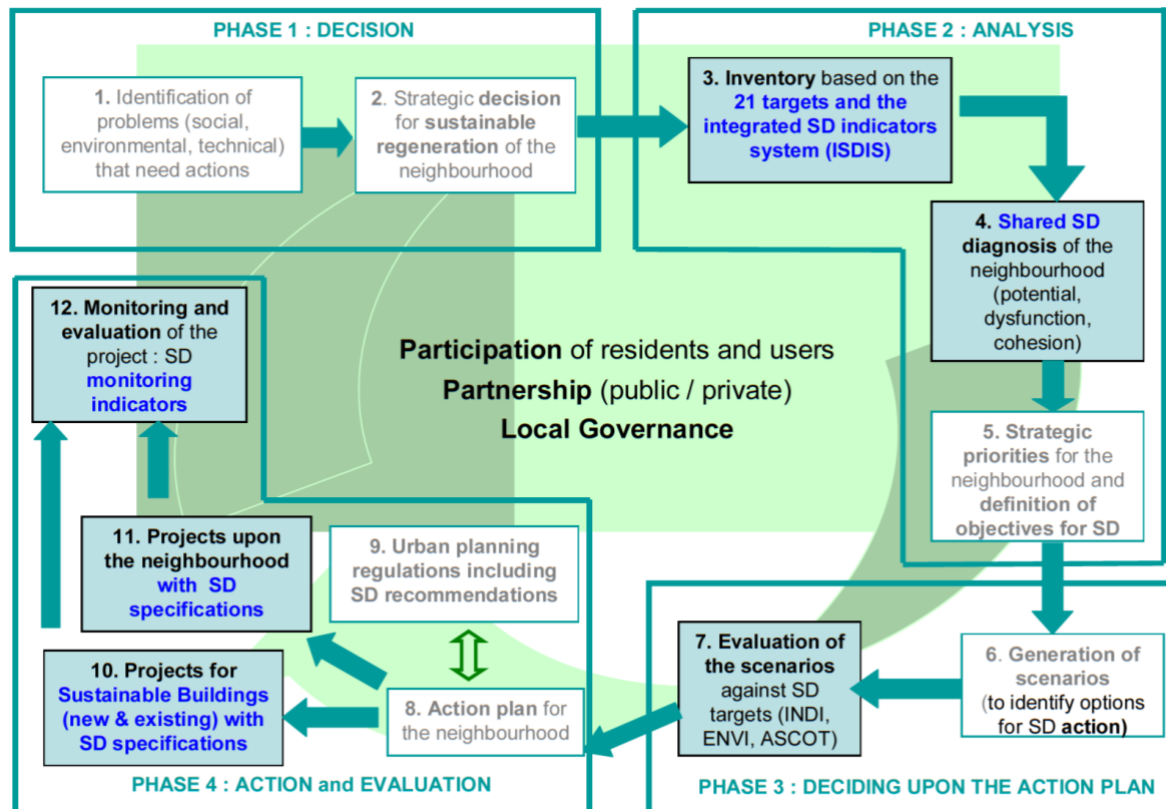 PHASE 1 : DECISION
1. Identification of
problems (social,
environmental, technical)
that need actions
2. Strategic decision
for sustainable
regeneration of the
neighbourhood
PHASE 2 : ANALYSIS
3. Inventory based on the
21 targets and the
integrated SD indicators
system (ISDIS)
4. Shared SD
diagnosis of the
neighbourhood
(potential,
dysfunction,
cohesion)
5. Strategic
priorities for the
neighbourhood and
definition of
objectives for SD
Participation of residents and users
Partnership (public / private)
Local Governance
6. Generation of
scenarios
(to identify options
for SD action)
7. Evaluation of
the scenarios
against SD
targets (INDI,
ENVI, ASCOT)
PHASE 3 : DECIDING UPON THE ACTION PLAN
8. Action plan for
the neighbourhood
9. Urban planning
regulations including
SD recommendations
10. Projects for
Sustainable Buildings
(new & existing) with
SD specifications
11. Projects upon
the neighbourhood
with SD
specifications
12. Monitoring and
evaluation of the
project : SD
monitoring
indicators
PHASE 4 : ACTION and EVALUATION